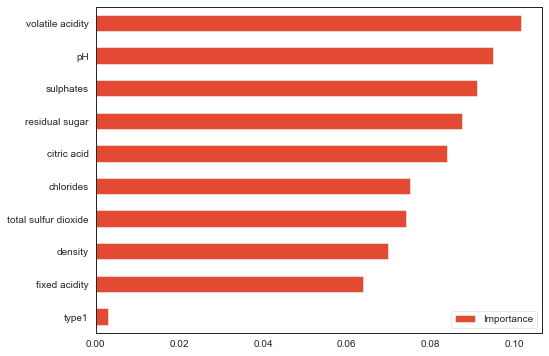 volatile acidity
pH
sulphates
residual sugar
citric acid
chlorides
total sulfur dioxide
density
fixed acidity
type1
Importance
0.00 0.02 0.04 0.06 0.08 0.10